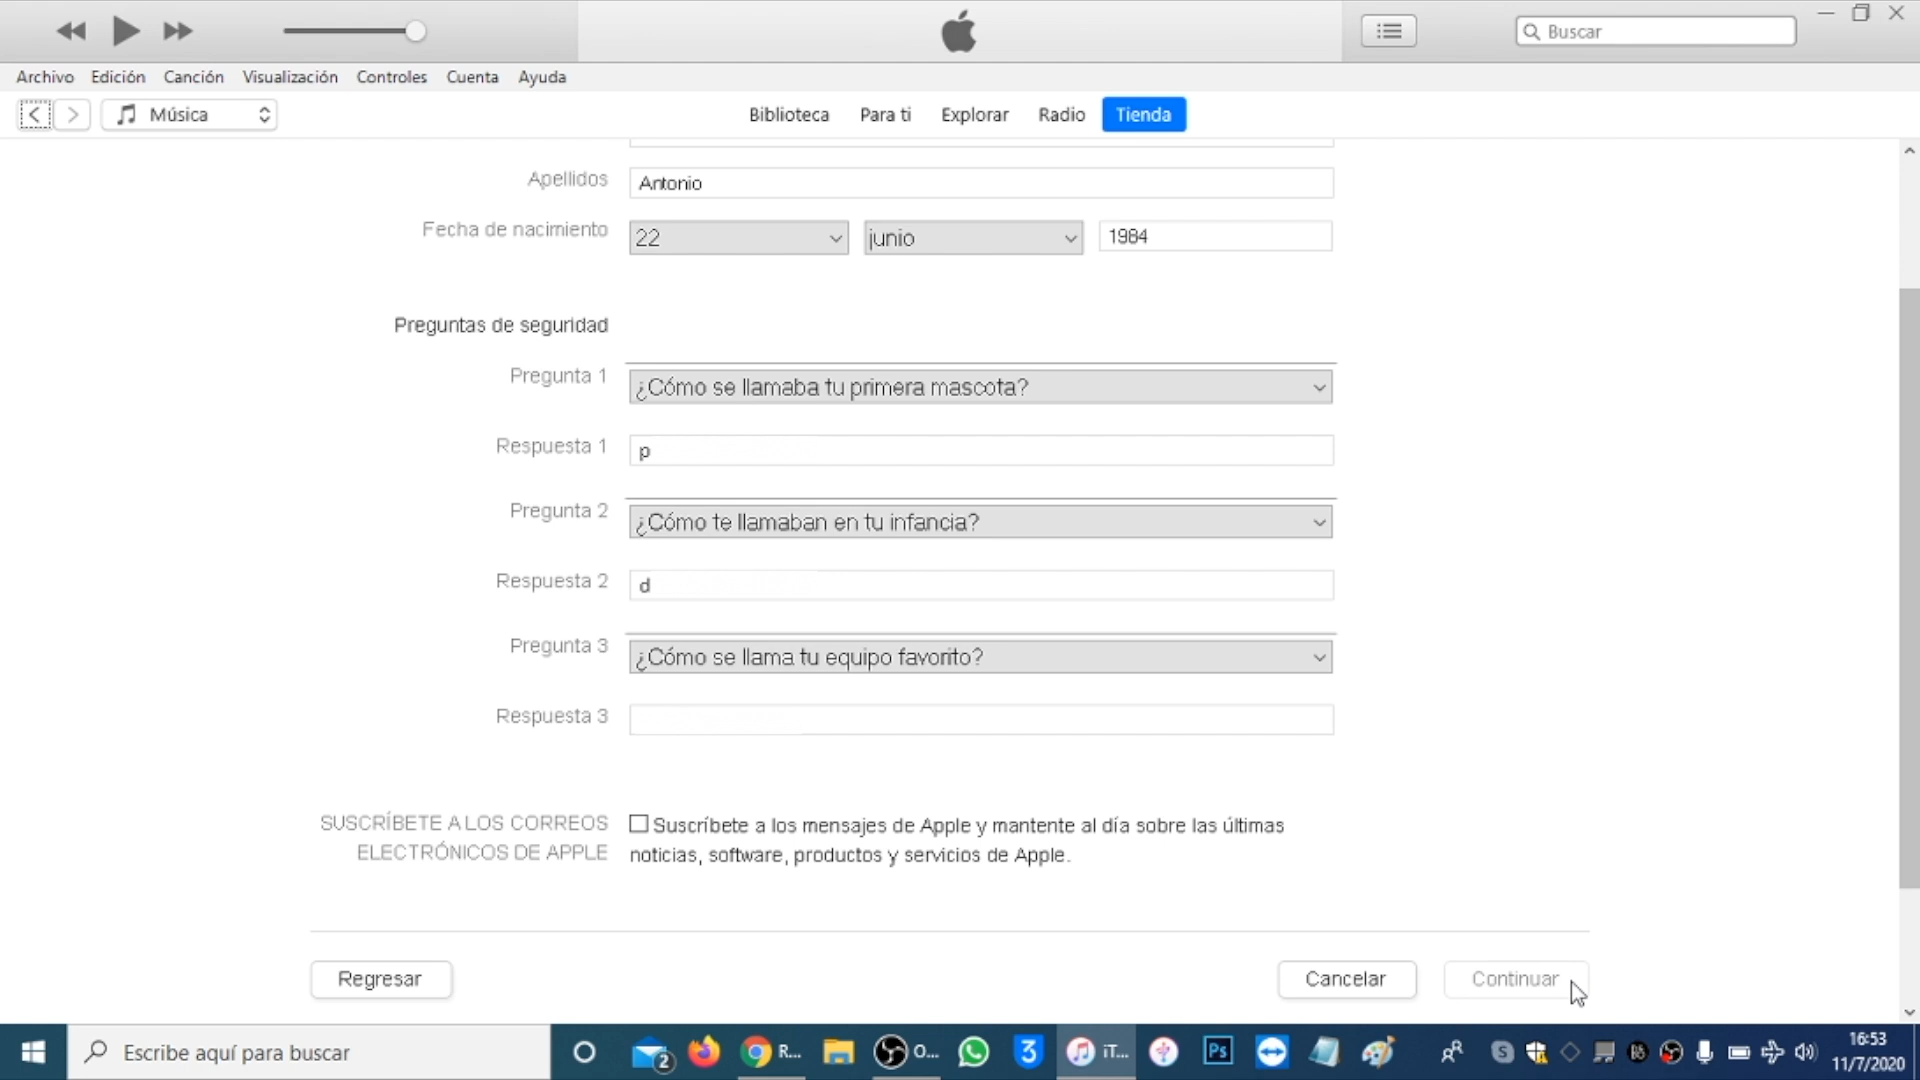 Buscar
Archivo Edición Canción Visualización Controles Cuenta Ayuda
Música
Biblioteca Para ti Explorar Radio Tienda
Apellidos Antonio
Fecha de nacimiento 22 junio 1984
Preguntas de seguridad
Pregunta 1 ¿Cómo se llamaba tu primera mascota?
Respuesta 1 p
Pregunta 2 ¿Cómo te llamaban en tu infancia?
Respuesta 2 d
Pregunta 3 ¿Cómo se llama tu equipo favorito?
Respuesta 3
SUSCRÍBETE A LOS CORREOS
ELECTRÓNICOS DE APPLE
Suscríbete a los mensajes de Apple y mantente al día sobre las últimas
noticias, software, productos y servicios de Apple.
Regresar Cancelar Continuar
Escribe aquí para buscar
2 R... O... 3 iT... Ps S
16:53
11/7/2020